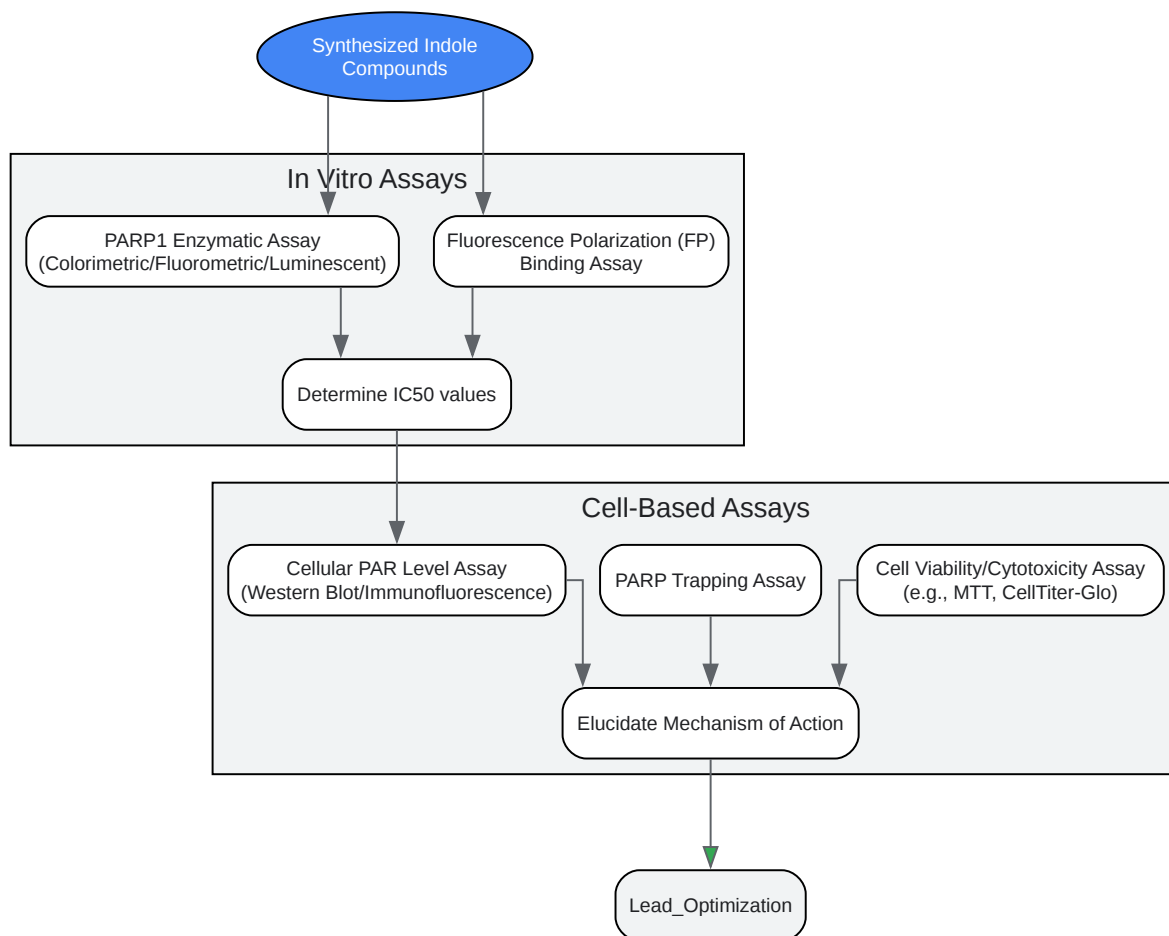 Synthesized Indole
Compounds
In Vitro Assays
PARP1 Enzymatic Assay
(Colorimetric/Fluorometric/Luminescent)
Fluorescence Polarization (FP)
Binding Assay
Determine IC50 values
Cell-Based Assays
Cellular PAR Level Assay
(Western Blot/Immunofluorescence)
PARP Trapping Assay
Cell Viability/Cytotoxicity Assay
(e.g., MTT, CellTiter-Glo)
Elucidate Mechanism of Action
Lead_Optimization